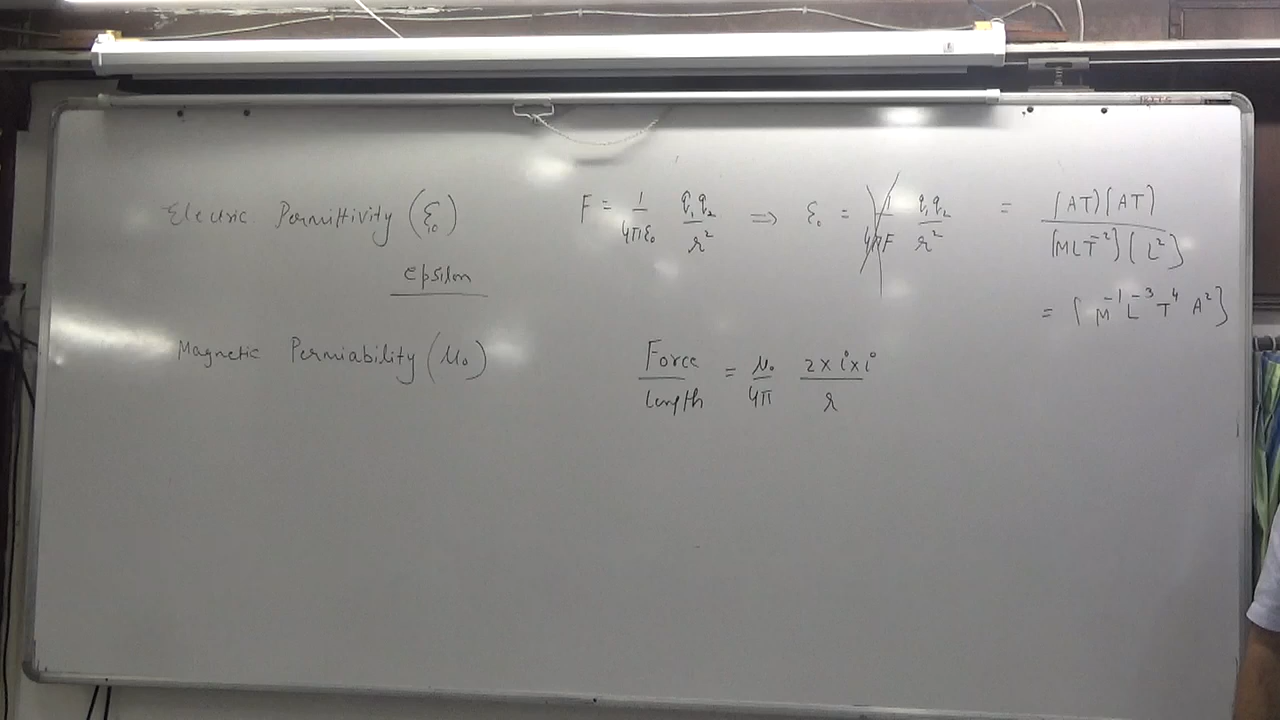 Electric Permittivity (ε₀) F = 1/4πε₀ q₁q₂/r² ⇒ ε₀ = 1/4πF q₁q₂/r² = [AT][AT]/[MLT⁻²][L²]
epsilon
= [M⁻¹L⁻³T⁴A²]
Magnetic Permiability (μ₀) Force/length = μ₀/4π 2×i×i/r